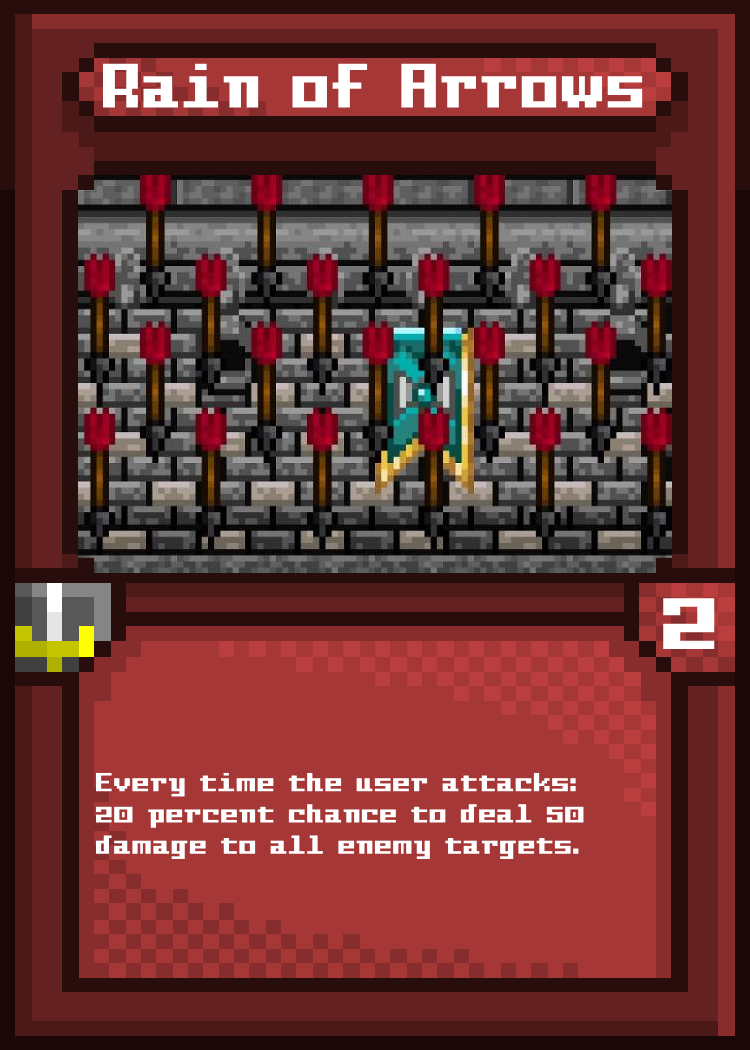 Rain of Arrows
2
Every time the user attacks:
20 percent chance to deal 50
damage to all enemy targets.